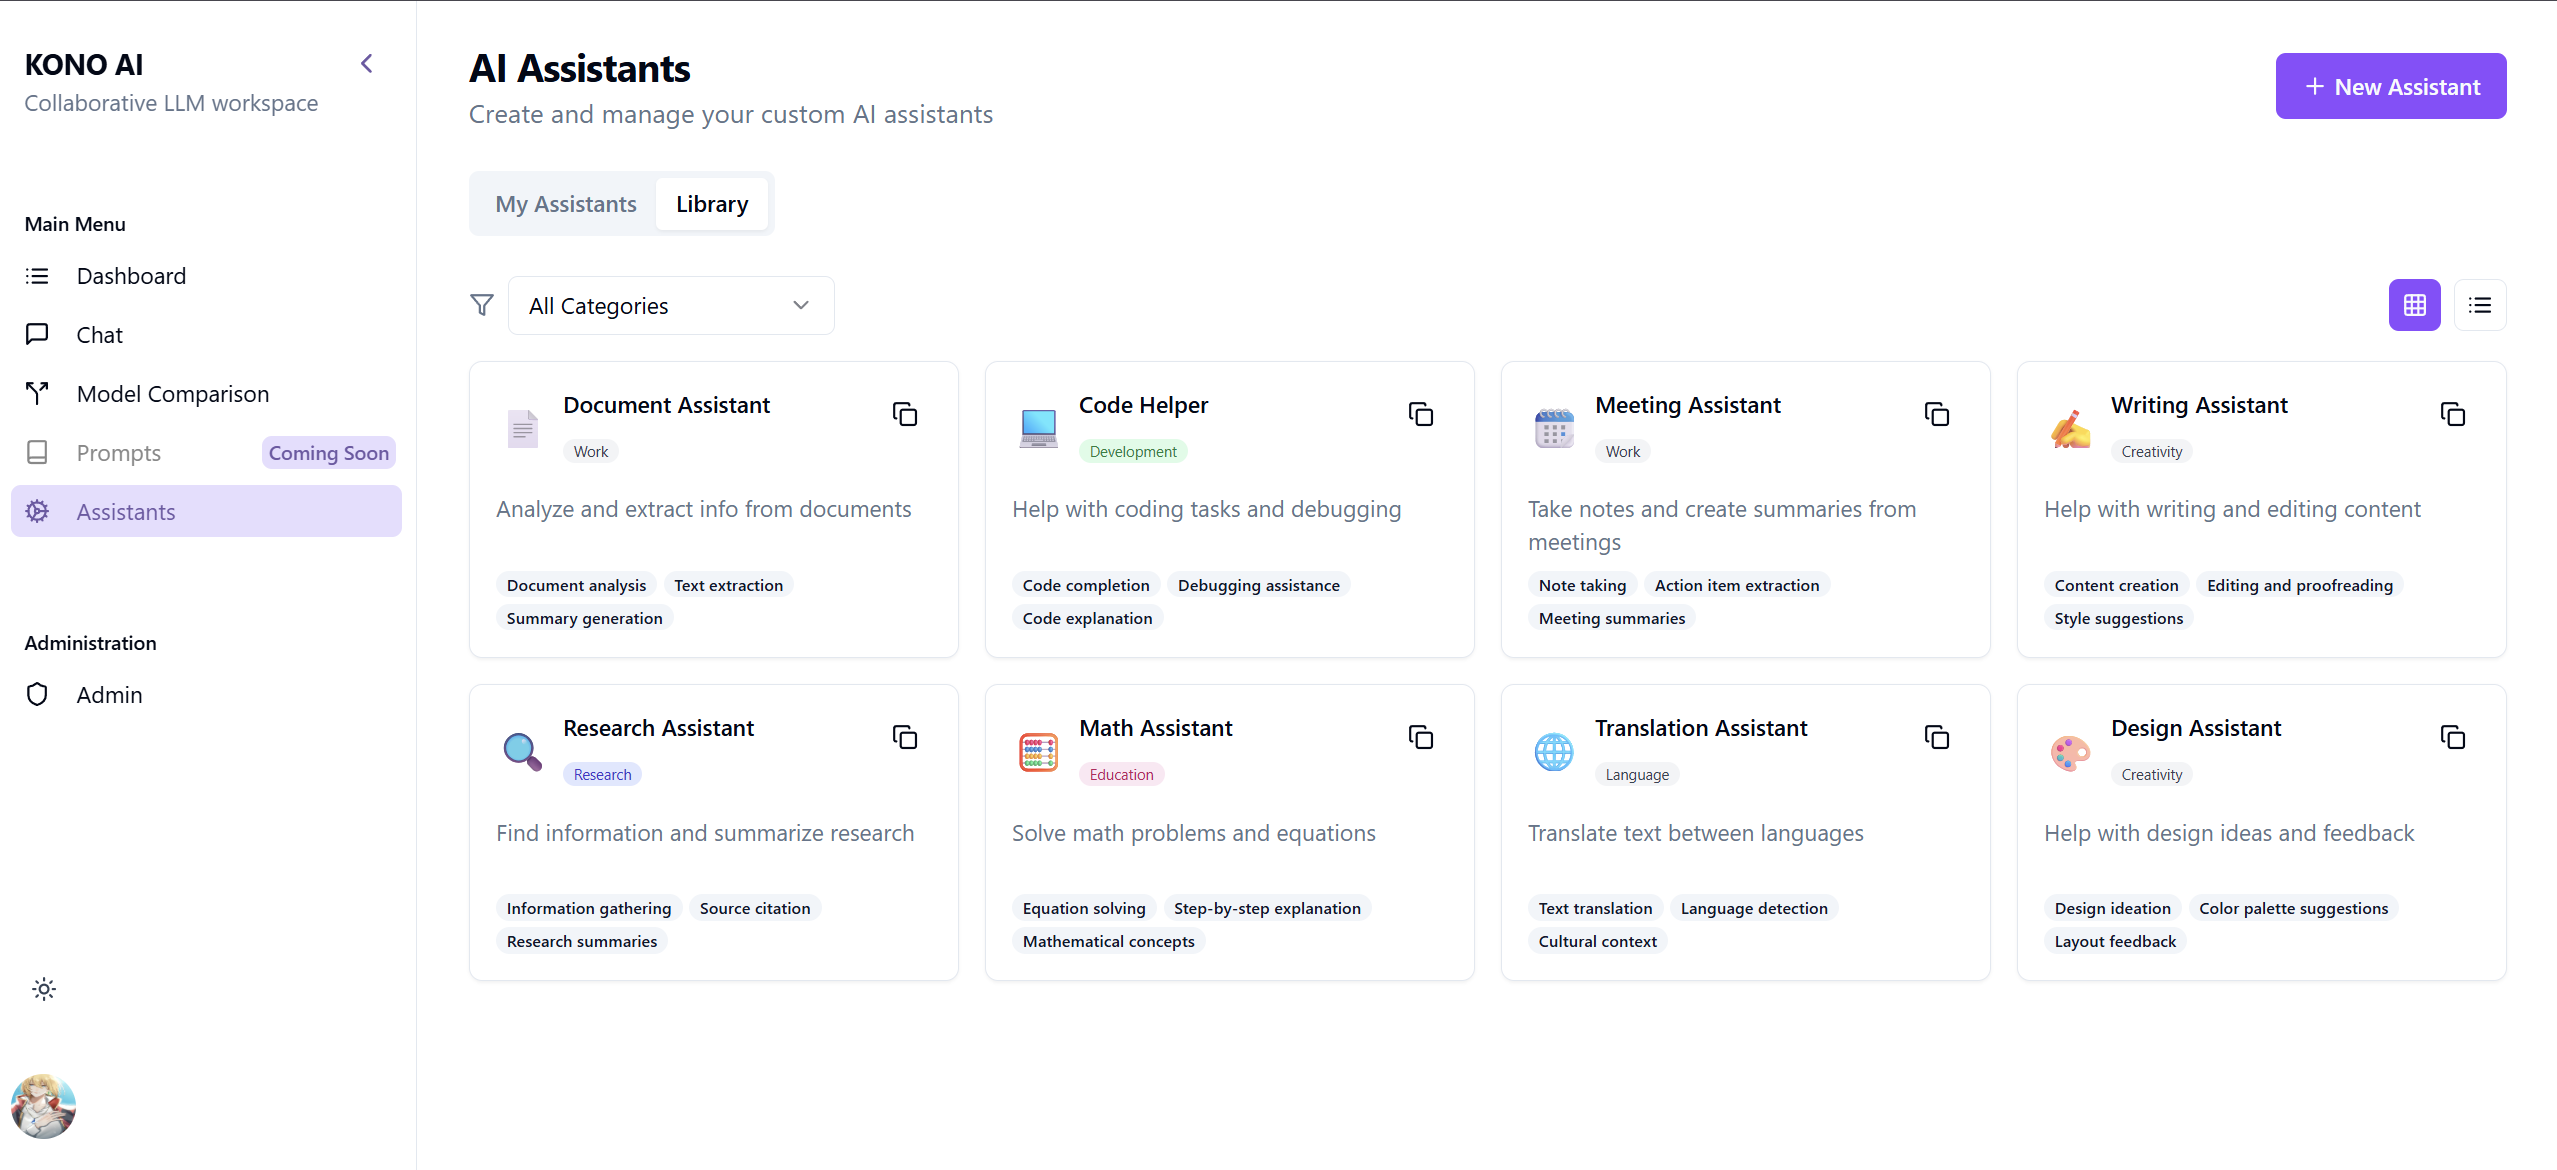 KONO AI
Collaborative LLM workspace
Main Menu
Dashboard
Chat
Model Comparison
Prompts
Coming Soon
Assistants
Administration
Admin
AI Assistants
Create and manage your custom AI assistants
New Assistant
My Assistants
Library
All Categories
Document Assistant
Work
Analyze and extract info from documents
Document analysis
Text extraction
Summary generation
Code Helper
Development
Help with coding tasks and debugging
Code completion
Debugging assistance
Code explanation
Meeting Assistant
Work
Take notes and create summaries from
meetings
Note taking
Action item extraction
Meeting summaries
Writing Assistant
Creativity
Help with writing and editing content
Content creation
Editing and proofreading
Style suggestions
Research Assistant
Research
Find information and summarize research
Information gathering
Source citation
Research summaries
Math Assistant
Education
Solve math problems and equations
Equation solving
Step-by-step explanation
Mathematical concepts
Translation Assistant
Language
Translate text between languages
Text translation
Language detection
Cultural context
Design Assistant
Creativity
Help with design ideas and feedback
Design ideation
Color palette suggestions
Layout feedback